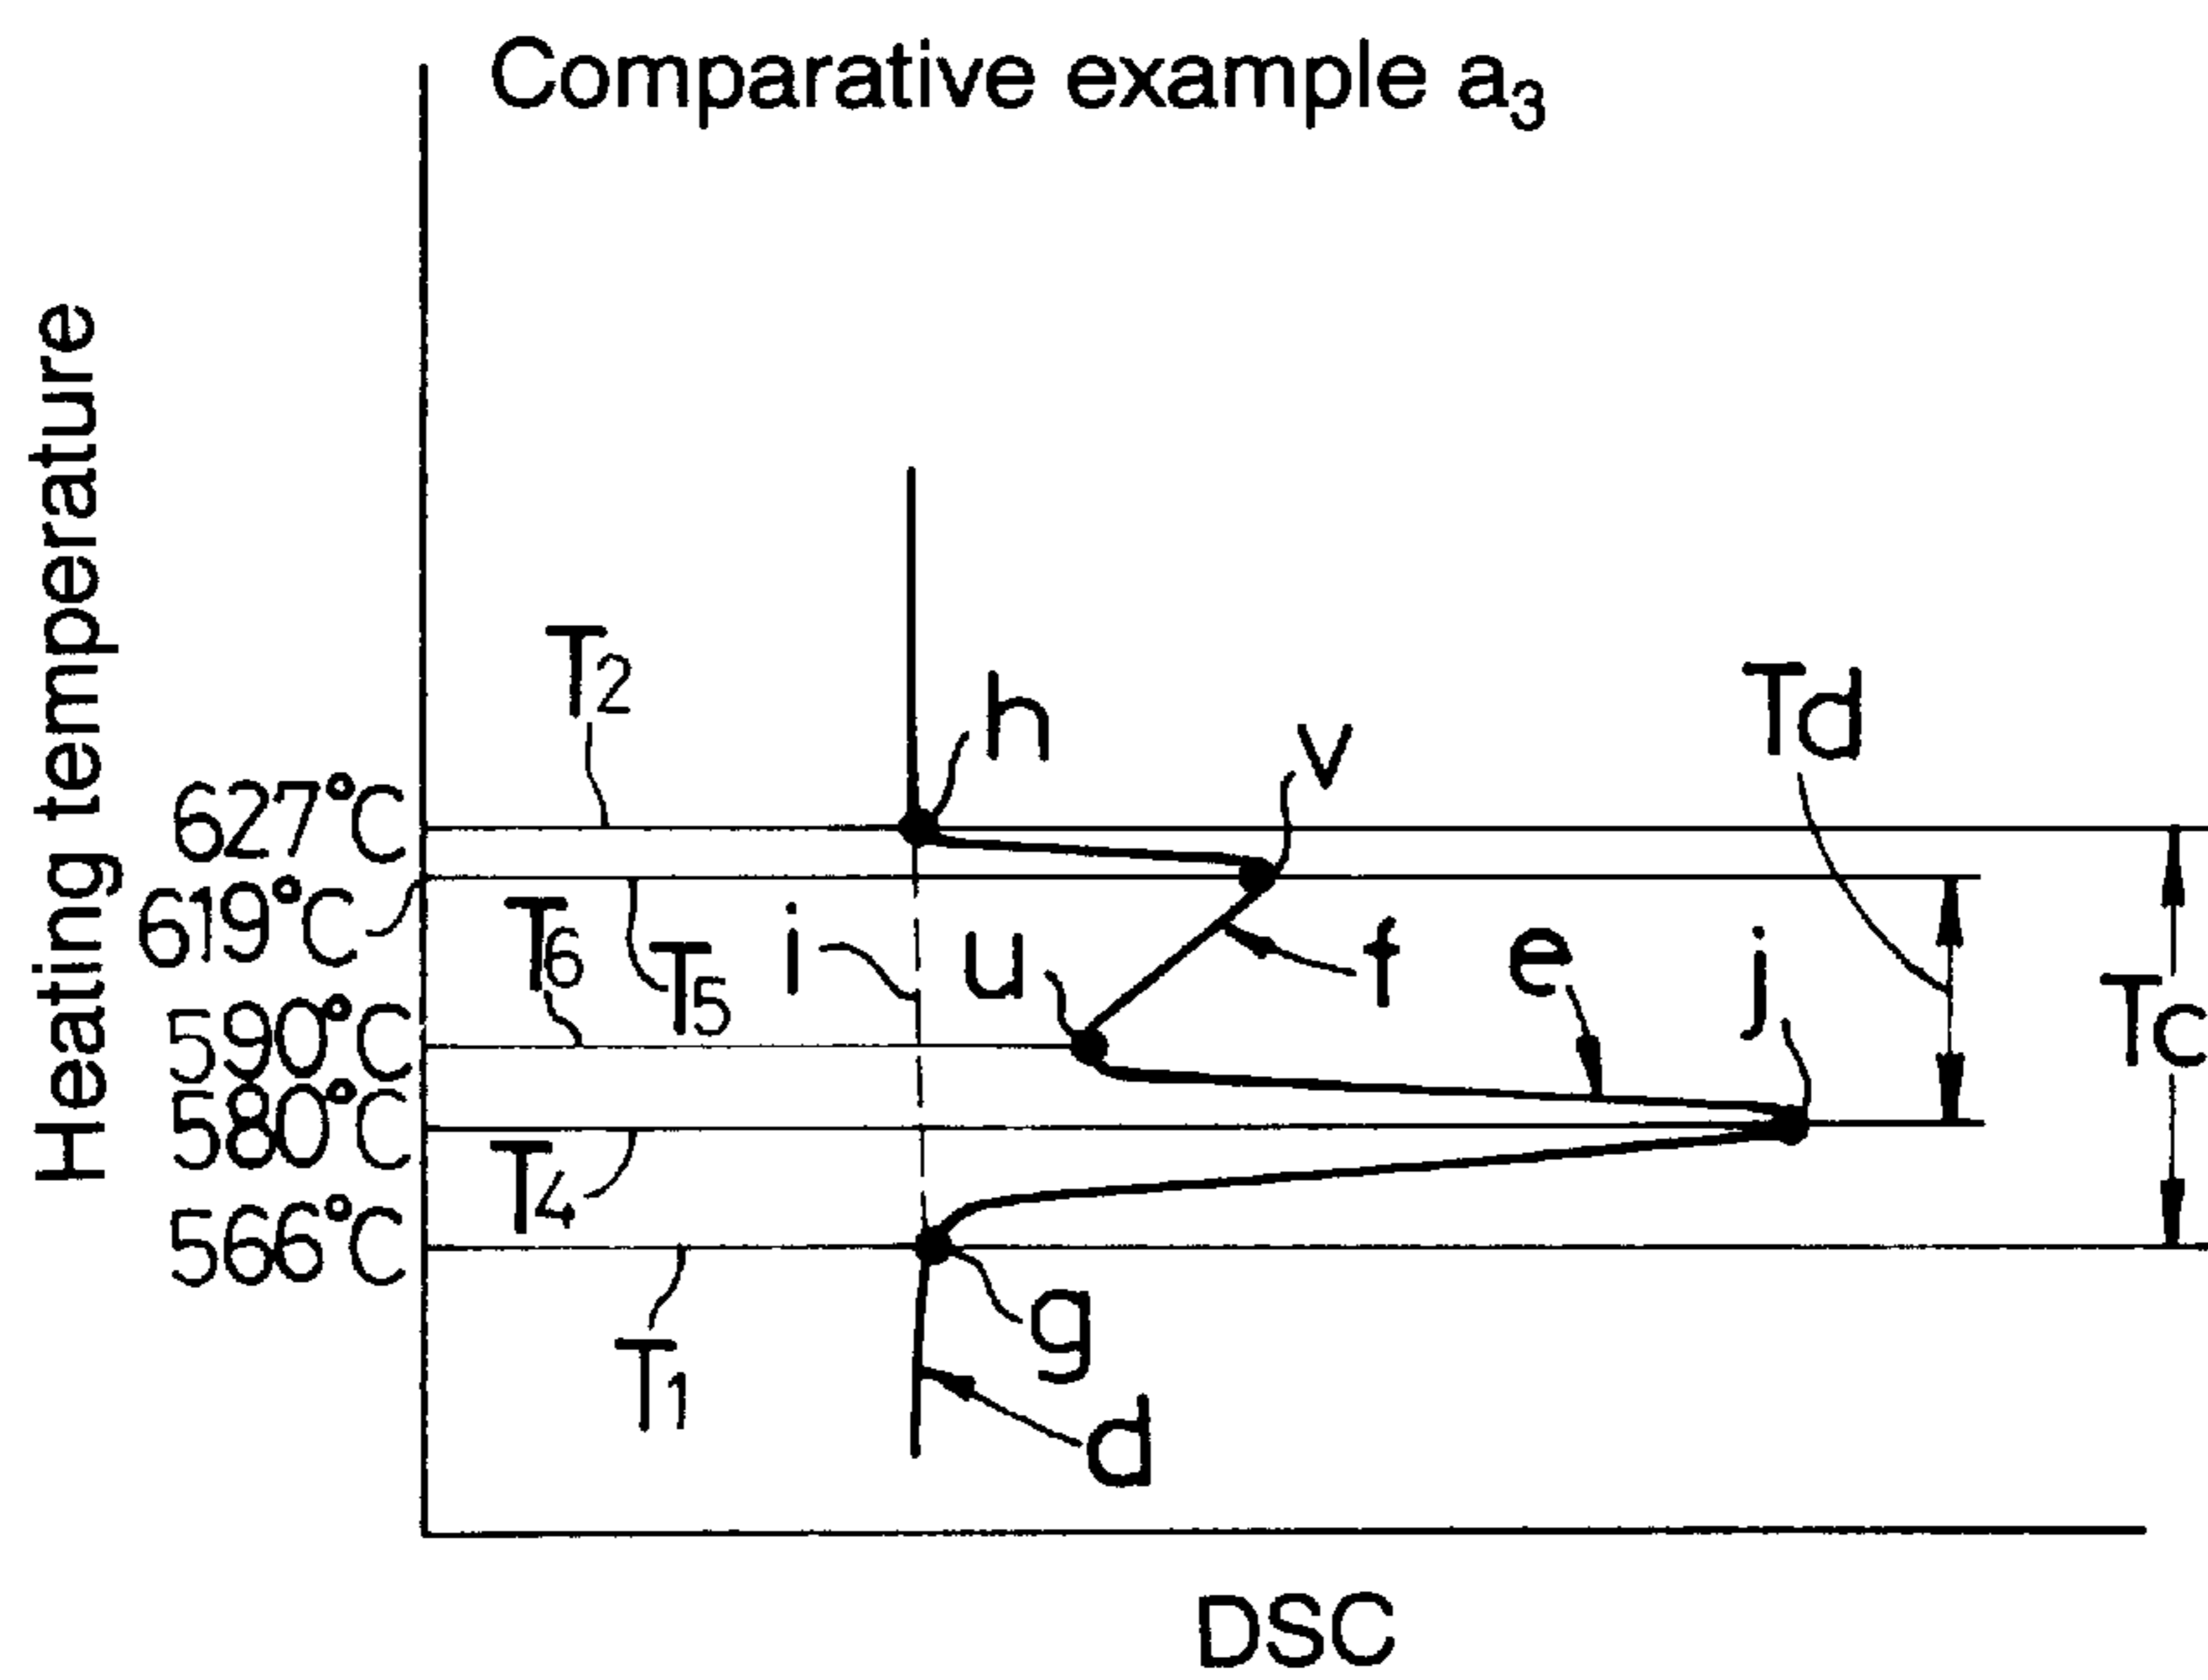 Comparative example a₃
Heating temperature
T₂
h
v
Td
627°C
619°C
T₆
T₅
i
u
f
e
j
Tc
590°C
580°C
T₄
566°C
T₁
g
d
DSC